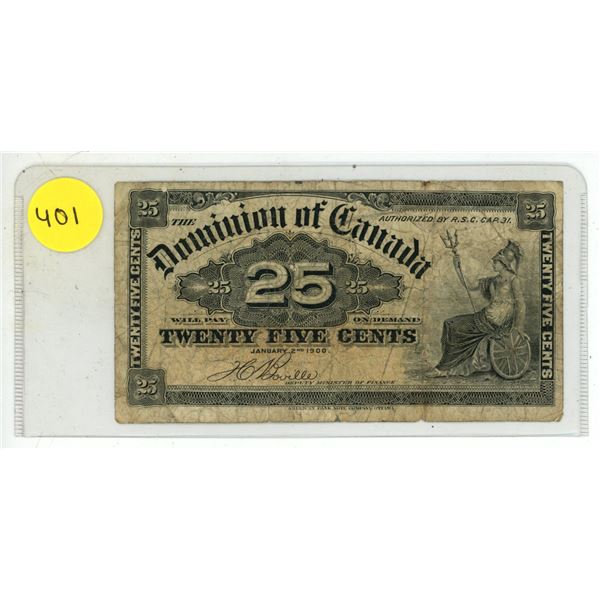 401
25
25
THE
Dominion of Canada
AUTHORIZED BY R.S.C. CAP. 31.
TWENTY FIVE CENTS
25 25 25
TWENTY FIVE CENTS
WILL PAY ON DEMAND
TWENTY FIVE CENTS
JANUARY 2ND 1900.
Boville
DEPUTY MINISTER OF FINANCE
25
AMERICAN BANK NOTE COMPANY, OTTAWA.